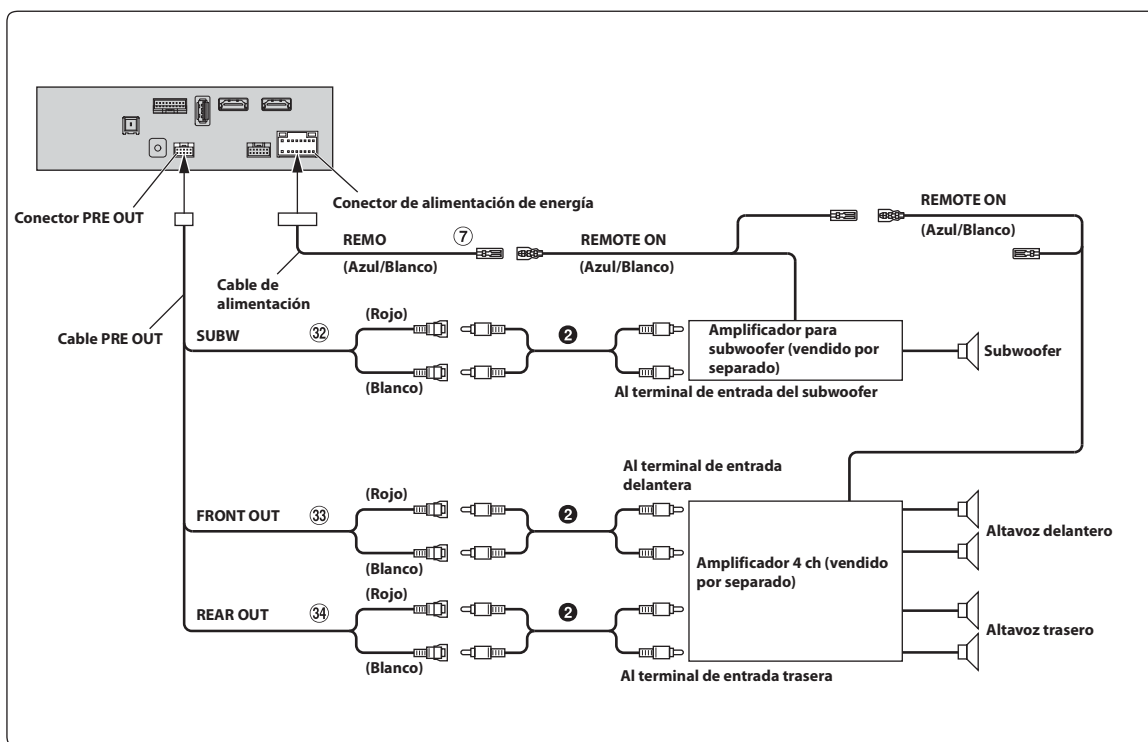 Conector PRE OUT
Conector de alimentación de energía
REMO
⑦
(Azul/Blanco)
REMOTE ON
(Azul/Blanco)
REMOTE ON
(Azul/Blanco)
Cable de
alimentación
Cable PRE OUT
SUBW
㉜
(Rojo)
(Blanco)
❷
Amplificador para
subwoofer (vendido por
separado)
Subwoofer
Al terminal de entrada del subwoofer
Al terminal de entrada
delantera
FRONT OUT
㉝
(Rojo)
(Blanco)
❷
Amplificador 4 ch (vendido
por separado)
Altavoz delantero
REAR OUT
㉞
(Rojo)
(Blanco)
❷
Altavoz trasero
Al terminal de entrada trasera